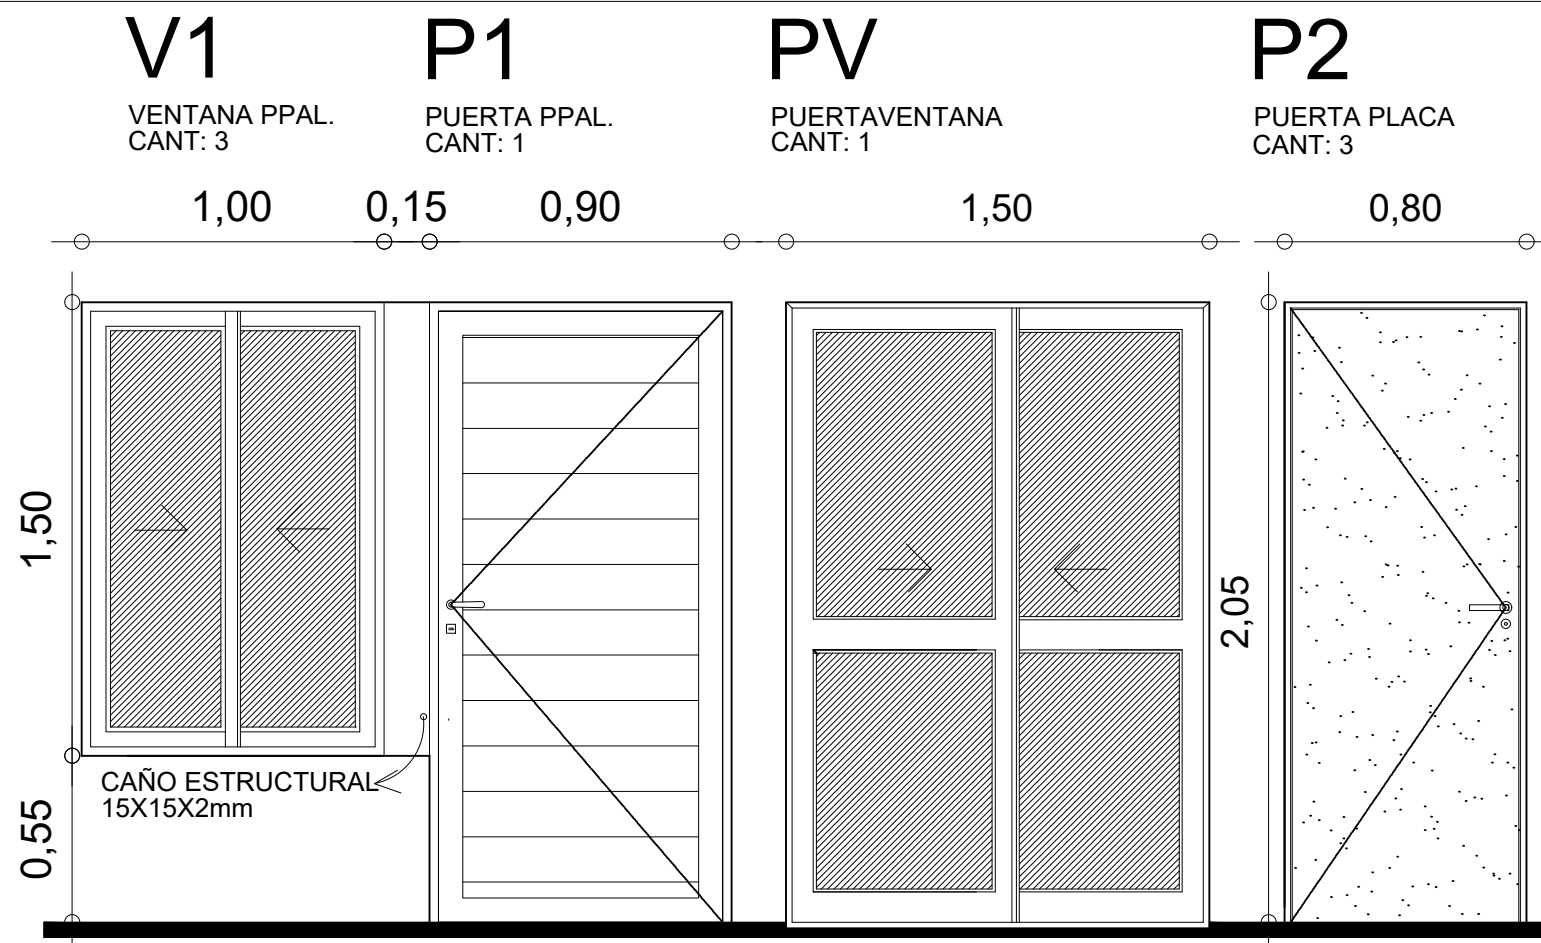 V1
VENTANA PPAL.
CANT: 3
P1
PUERTA PPAL.
CANT: 1
PV
PUERTAVENTANA
CANT: 1
P2
PUERTA PLACA
CANT: 3
1,00
0,15
0,90
1,50
0,80
1,50
0,55
2,05
CAÑO ESTRUCTURAL
15X15X2mm